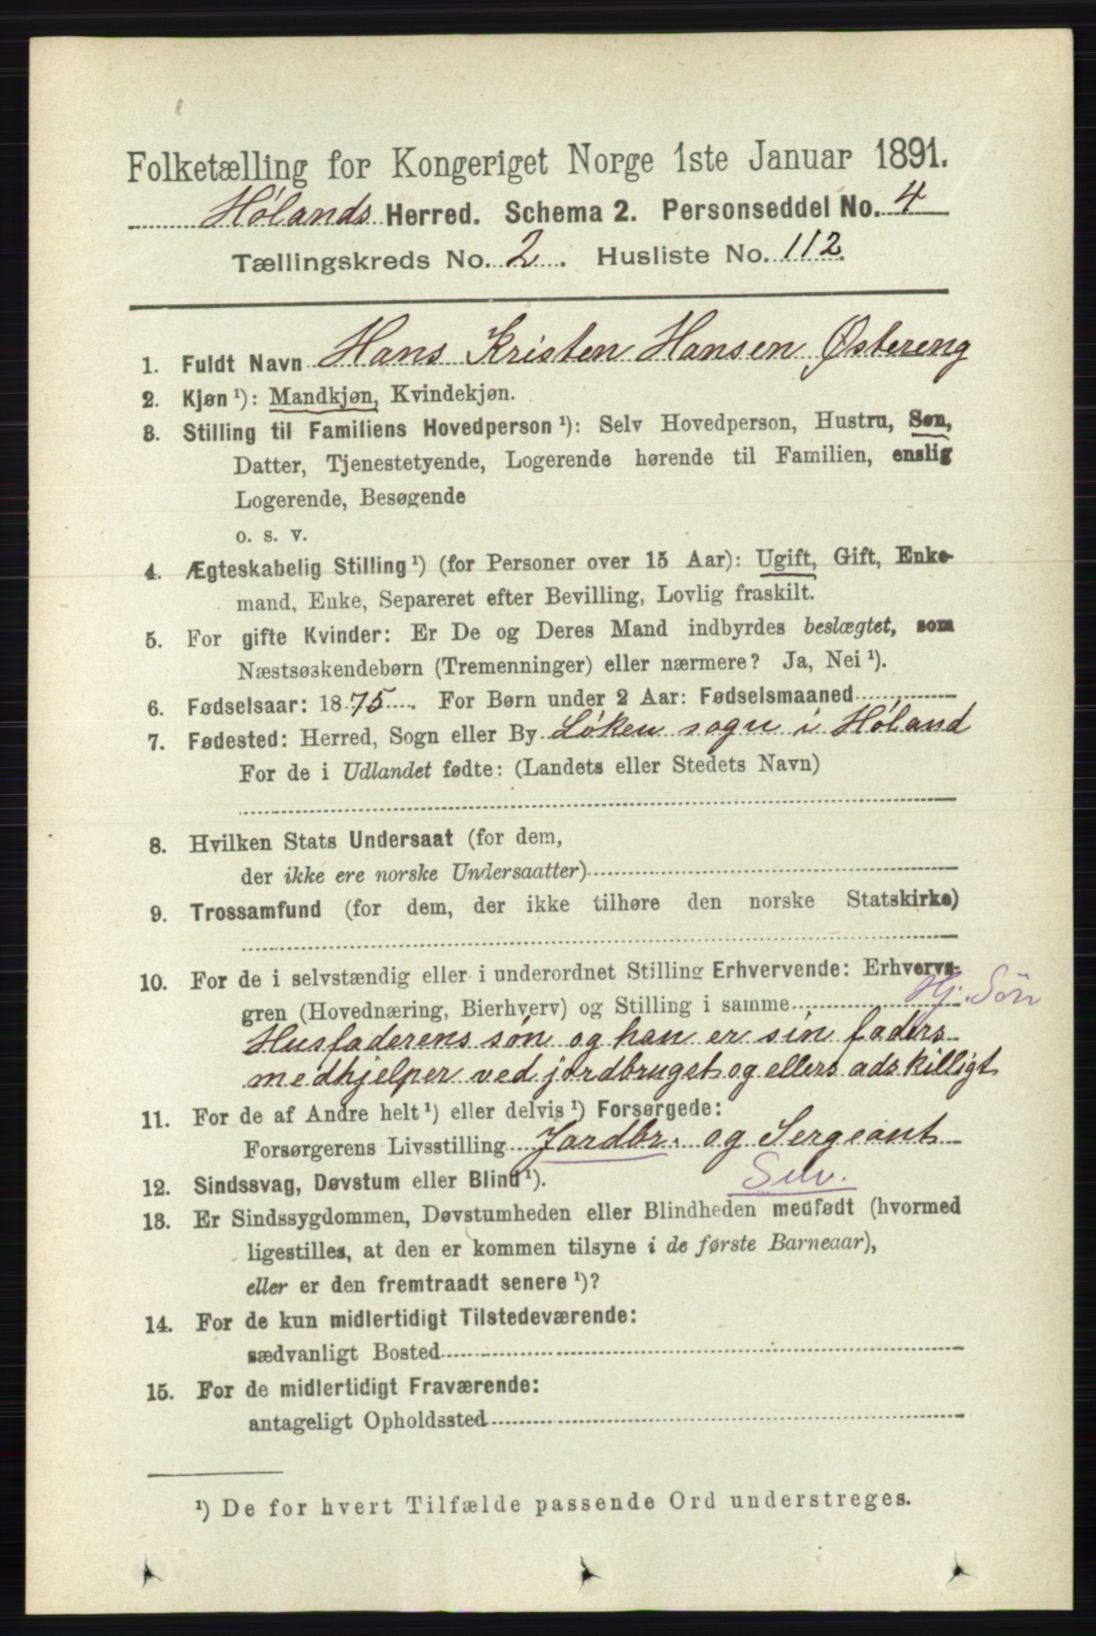 Folketælling for Kongeriget Norge 1ste Januar 1891.
Hølands Herred. Schema 2. Personseddel No. 4
Tællingskreds No. 2. Husliste No. 112.
1. Fuldt Navn Hans Kristen Hansen Østereng
2. Kjøn ¹): Mandkjøn, Kvindekjøn.
3. Stilling til Familiens Hovedperson ¹): Selv Hovedperson, Hustru, Søn,
Datter, Tjenestetyende, Logerende hørende til Familien, enslig
Logerende, Besøgende
o. s. v.
4. Ægteskabelig Stilling ¹) (for Personer over 15 Aar): Ugift, Gift, Enke-
mand, Enke, Separeret efter Bevilling, Lovlig fraskilt.
5. For gifte Kvinder: Er De og Deres Mand indbyrdes beslægtet, som
Næstsøskendebørn (Tremenninger) eller nærmere? Ja, Nei ¹).
6. Fødselsaar: 1875. For Børn under 2 Aar: Fødselsmaaned
7. Fødested: Herred, Sogn eller By Løken sogn i Høland
For de i Udlandet fødte: (Landets eller Stedets Navn)
8. Hvilken Stats Undersaat (for dem,
der ikke ere norske Undersaatter)
9. Trossamfund (for dem, der ikke tilhøre den norske Statskirke)
10. For de i selvstændig eller i underordnet Stilling Erhvervende: Erhvervs-
gren (Hovednæring, Bierhverv) og Stilling i samme Hj. Søn
Husfaderens søn og han er sin faders
medhjelper ved jordbruget og ellers adskilligt
11. For de af Andre helt ¹) eller delvis ¹) Forsørgede:
Forsørgerens Livsstilling Jordbr. og Sergeant
12. Sindssvag, Døvstum eller Blind ¹). Selv.
13. Er Sindssygdommen, Døvstumheden eller Blindheden medfødt (hvormed
ligestilles, at den er kommen tilsyne i de første Barneaar),
eller er den fremtraadt senere ¹)?
14. For de kun midlertidigt Tilstedeværende:
sædvanligt Bosted
15. For de midlertidigt Fraværende:
antageligt Opholdssted
¹) De for hvert Tilfælde passende Ord understreges.